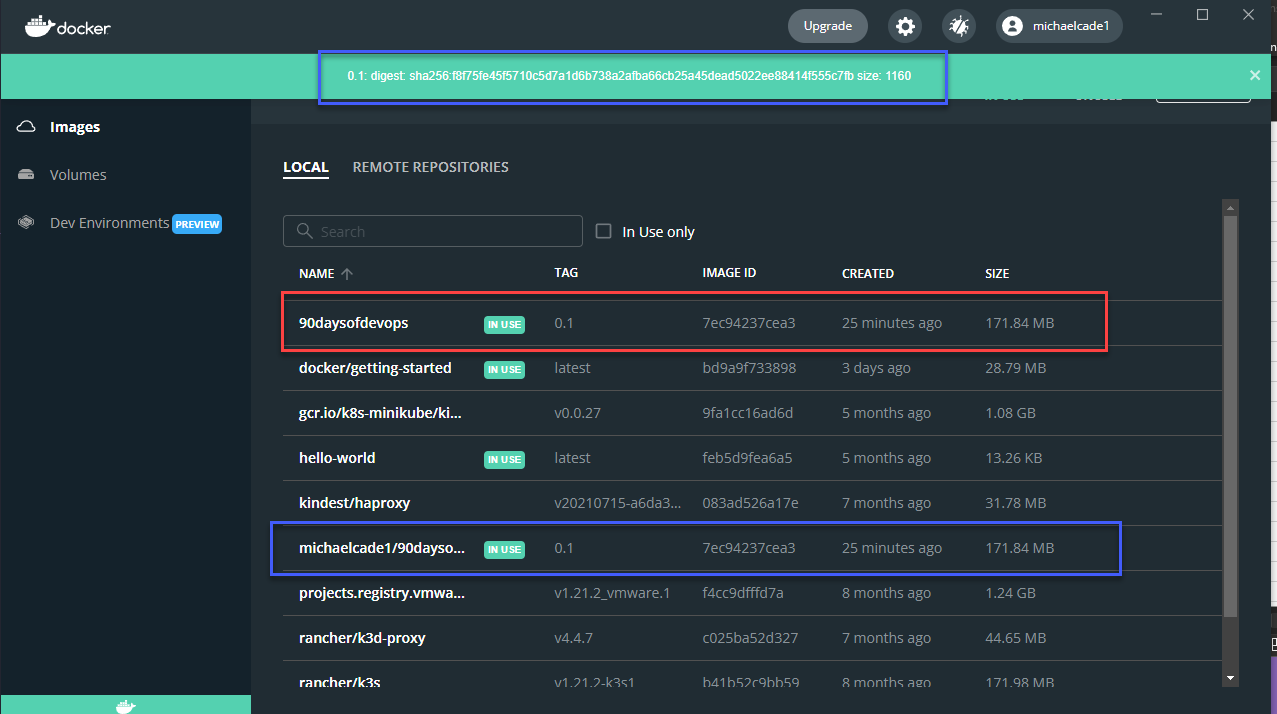 docker
Upgrade
michaelcade1
0.1: digest: sha256:f8f75fe45f5710c5d7a1d6b738a2afba66cb25a45dead5022ee88414f555c7fb size: 1160
Images
Volumes
Dev Environments PREVIEW
LOCAL REMOTE REPOSITORIES
Search In Use only
NAME TAG IMAGE ID CREATED SIZE
90daysofdevops IN USE 0.1 7ec94237cea3 25 minutes ago 171.84 MB
docker/getting-started IN USE latest bd9a9f733898 3 days ago 28.79 MB
gcr.io/k8s-minikube/ki... v0.0.27 9fa1cc16ad6d 5 months ago 1.08 GB
hello-world IN USE latest feb5d9fea6a5 5 months ago 13.26 KB
kindest/haproxy v20210715-a6da3... 083ad526a17e 7 months ago 31.78 MB
michaelcade1/90dayso... IN USE 0.1 7ec94237cea3 25 minutes ago 171.84 MB
projects.registry.vmwa... v1.21.2_vmware.1 f4cc9dfffd7a 8 months ago 1.24 GB
rancher/k3d-proxy v4.4.7 c025ba52d327 7 months ago 44.65 MB
rancher/k3s v1.21.2-k3s1 b41b52c9bb59 8 months ago 171.98 MB